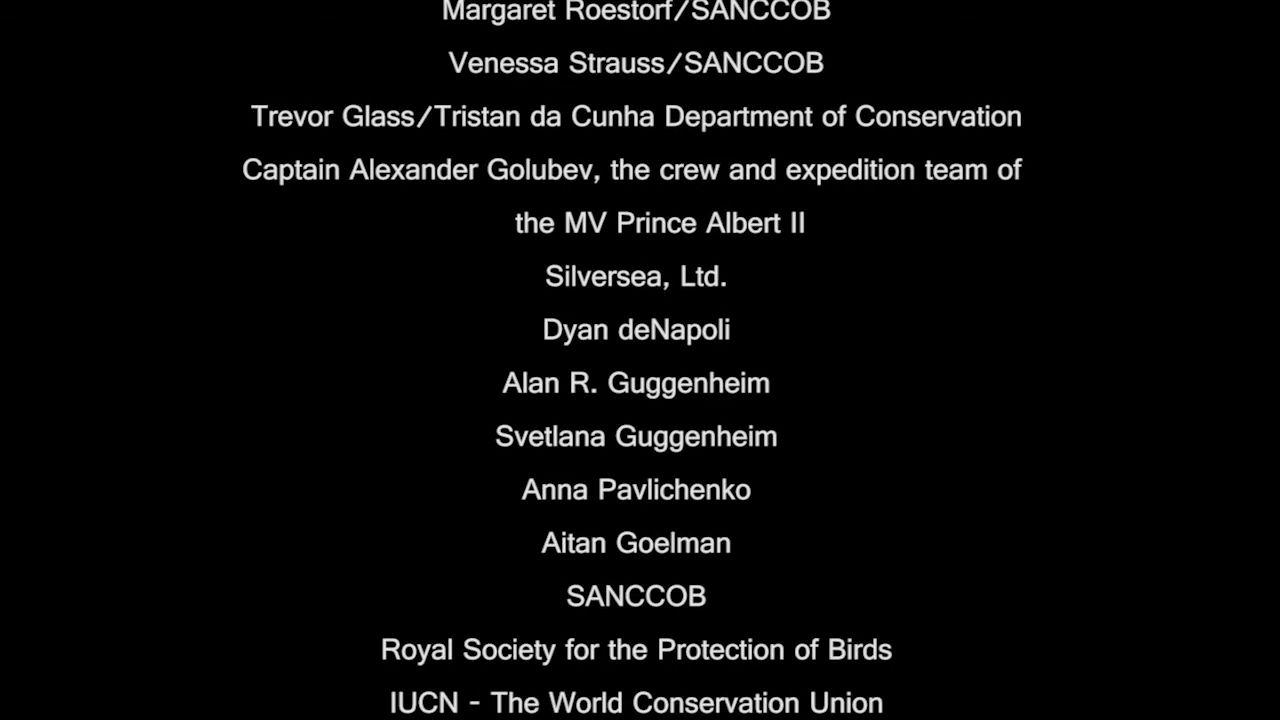 Margaret Roestorf/SANCCOB
Venessa Strauss/SANCCOB
Trevor Glass/Tristan da Cunha Department of Conservation
Captain Alexander Golubev, the crew and expedition team of
the MV Prince Albert II
Silversea, Ltd.
Dyan deNapoli
Alan R. Guggenheim
Svetlana Guggenheim
Anna Pavlichenko
Aitan Goelman
SANCCOB
Royal Society for the Protection of Birds
IUCN - The World Conservation Union